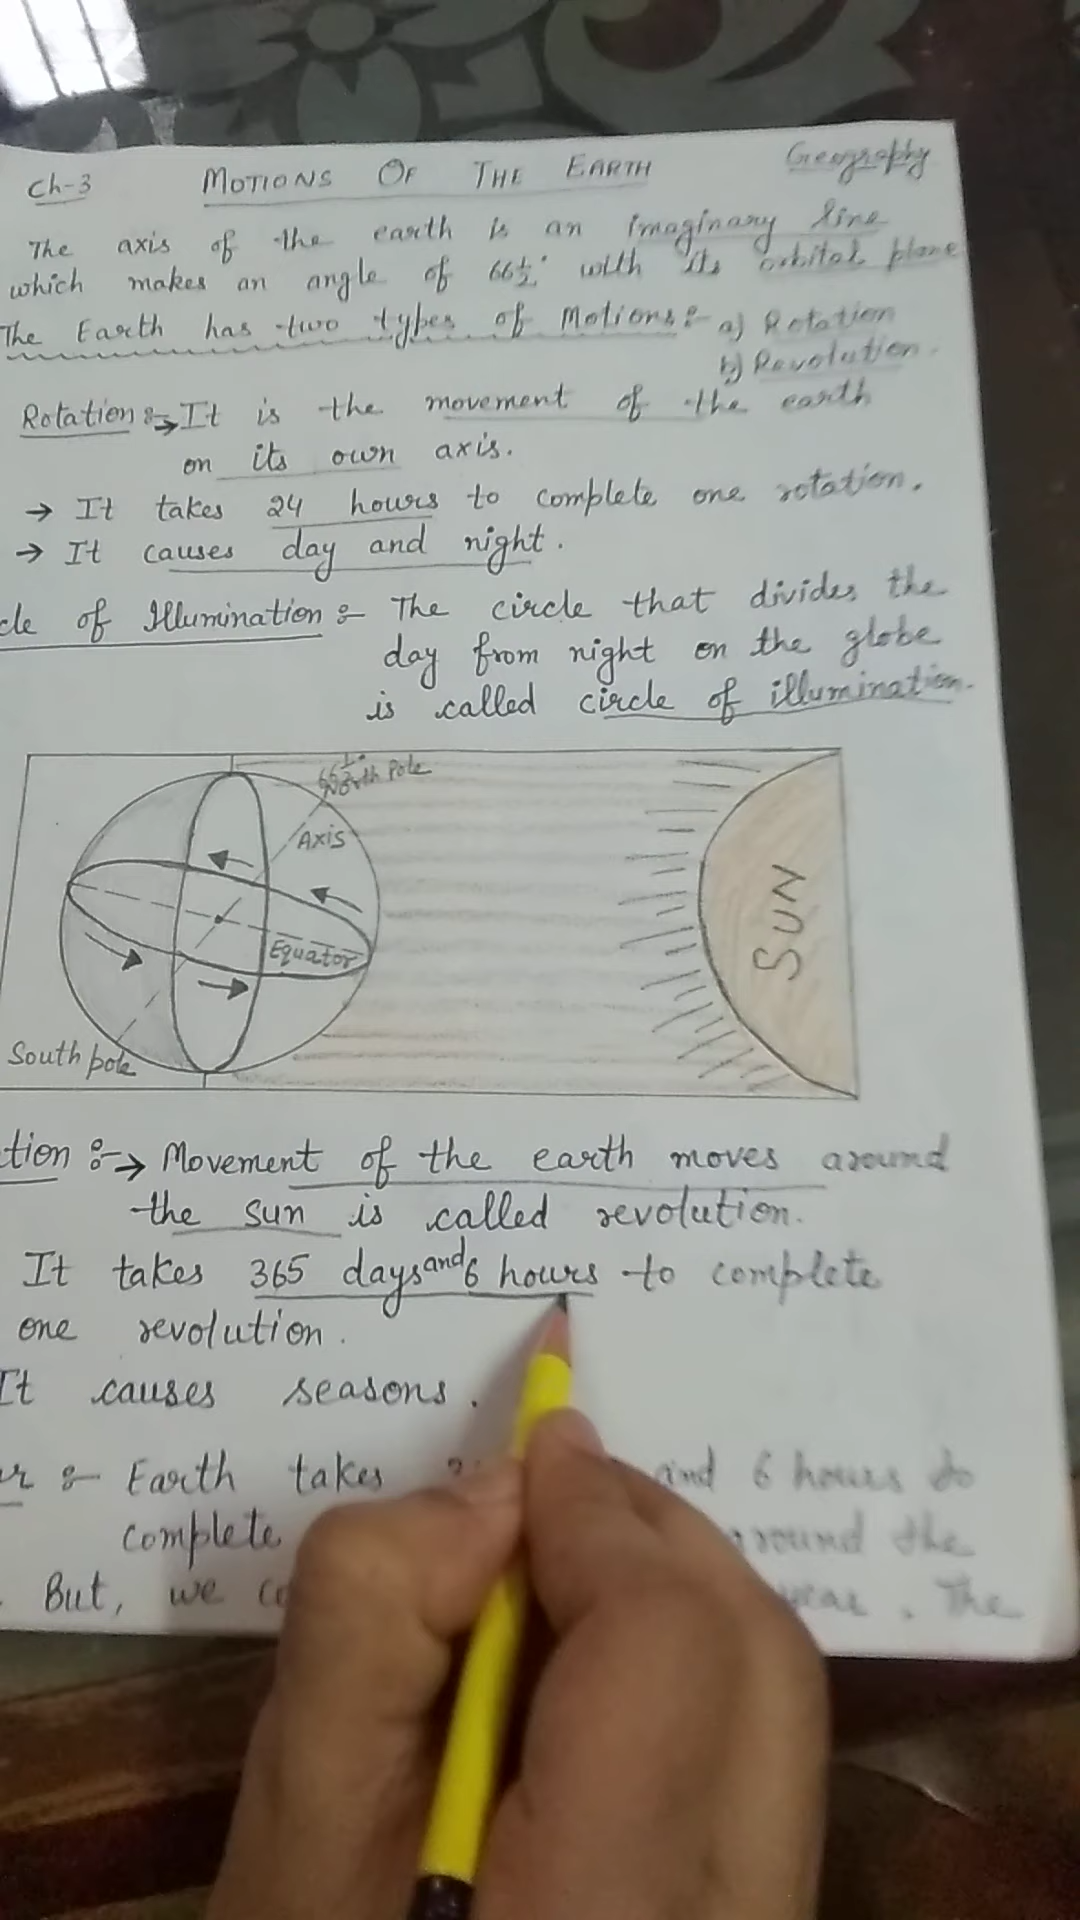 Ch-3 MOTIONS OF THE EARTH Geography
The axis of the earth is an imaginary line
which makes an angle of 66½° with its orbital plane
The Earth has two types of Motions:- a) Rotation
b) Revolution.
Rotation:-→ It is the movement of the earth
on its own axis.
→ It takes 24 hours to complete one rotation.
→ It causes day and night.
cle of Illumination:- The circle that divides the
day from night on the globe
is called circle of illumination.
66½°
North Pole
Axis
Equator
South pole
SUN
tion:-→ Movement of the earth moves around
the sun is called revolution.
It takes 365 days and 6 hours to complete
one revolution.
It causes seasons.
ar:- Earth takes and 6 hours to
complete around the
But, we year. The